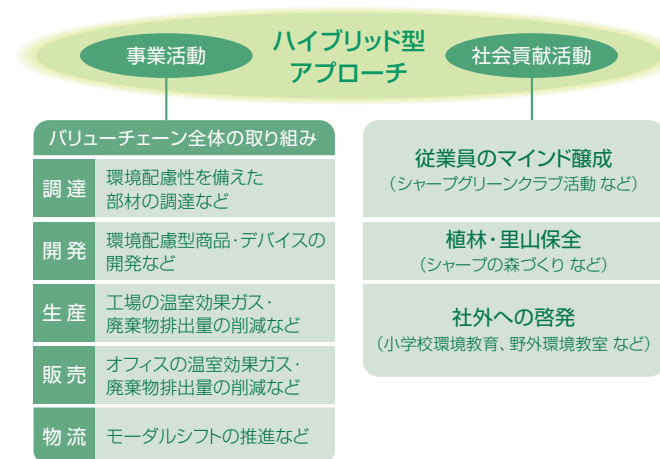 ハイブリッド型
アプローチ
事業活動
社会貢献活動
バリューチェーン全体の取り組み
調達
環境配慮性を備えた
部材の調達など
開発
環境配慮型商品・デバイスの
開発など
生産
工場の温室効果ガス・
廃棄物排出量の削減など
販売
オフィスの温室効果ガス・
廃棄物排出量の削減など
物流
モーダルシフトの推進など
従業員のマインド醸成
（シャープグリーンクラブ活動 など）
植林・里山保全
（シャープの森づくり など）
社外への啓発
（小学校環境教育、野外環境教室 など）